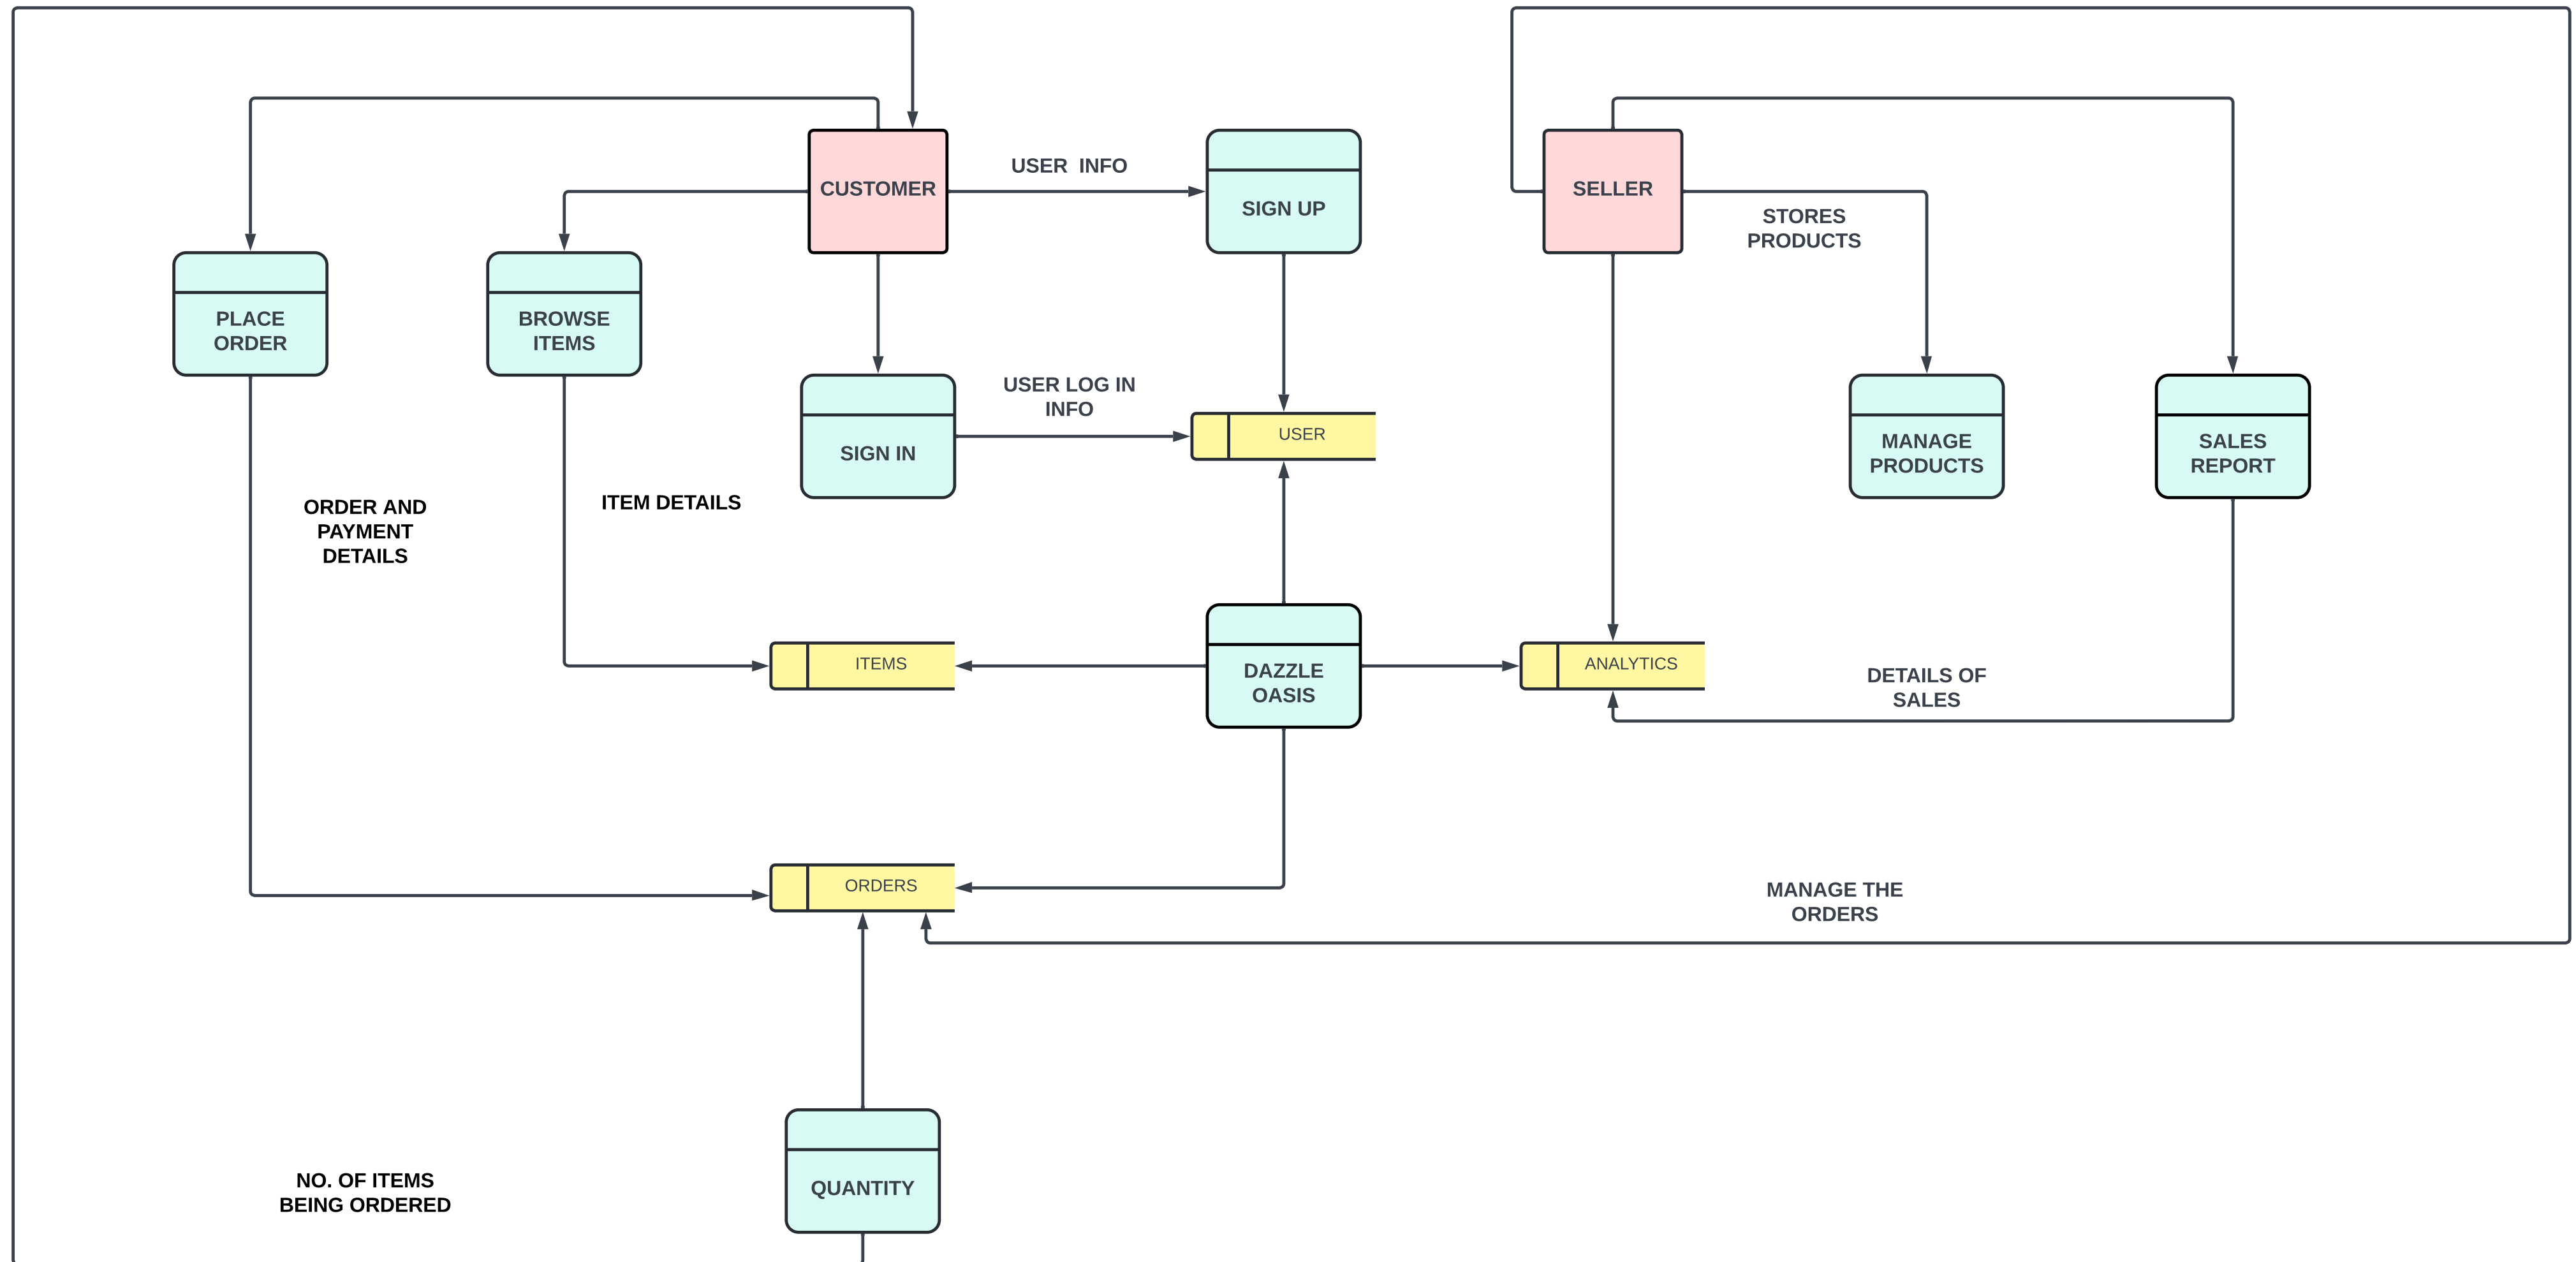 USER  INFO
CUSTOMER
SIGN UP
SELLER
STORES
PRODUCTS
PLACE
ORDER
BROWSE
ITEMS
USER LOG IN
INFO
SIGN IN
USER
MANAGE
PRODUCTS
SALES
REPORT
ORDER AND
PAYMENT
DETAILS
ITEM DETAILS
ITEMS
DAZZLE
OASIS
ANALYTICS
DETAILS OF
SALES
ORDERS
MANAGE THE
ORDERS
NO. OF ITEMS
BEING ORDERED
QUANTITY